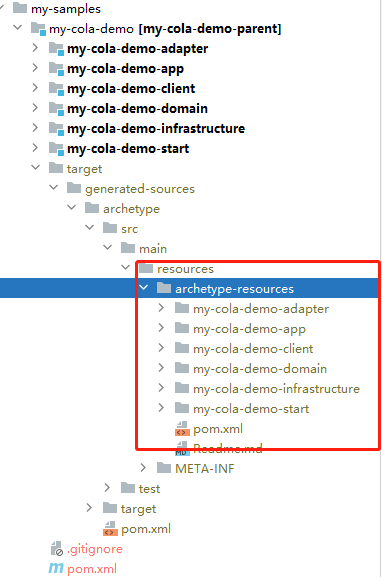 my-samples
my-cola-demo [my-cola-demo-parent]
my-cola-demo-adapter
my-cola-demo-app
my-cola-demo-client
my-cola-demo-domain
my-cola-demo-infrastructure
my-cola-demo-start
target
generated-sources
archetype
src
main
resources
archetype-resources
my-cola-demo-adapter
my-cola-demo-app
my-cola-demo-client
my-cola-demo-domain
my-cola-demo-infrastructure
my-cola-demo-start
pom.xml
Readme.md
META-INF
test
target
pom.xml
.gitignore
pom.xml